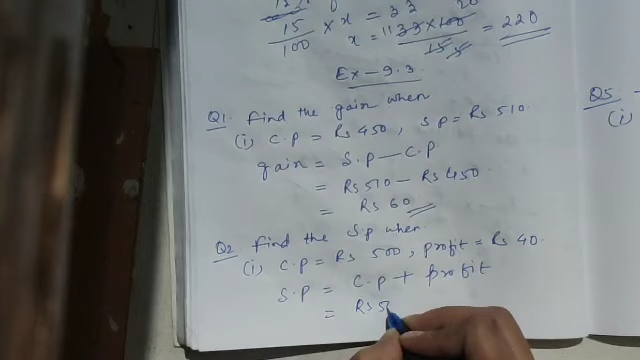 15/100 × x = 33
x = 11 33×100/15 5 = 220
Ex-9.3
Q1. Find the gain when
(i) C.P = Rs 450, S.P = Rs 510.
gain = S.P - C.P
= Rs 510 - Rs 450
= Rs 60
Q2 Find the S.P when
(i) C.P = Rs 500, profit = Rs 40.
S.P = C.P + profit
= Rs 5
Q5
(i)